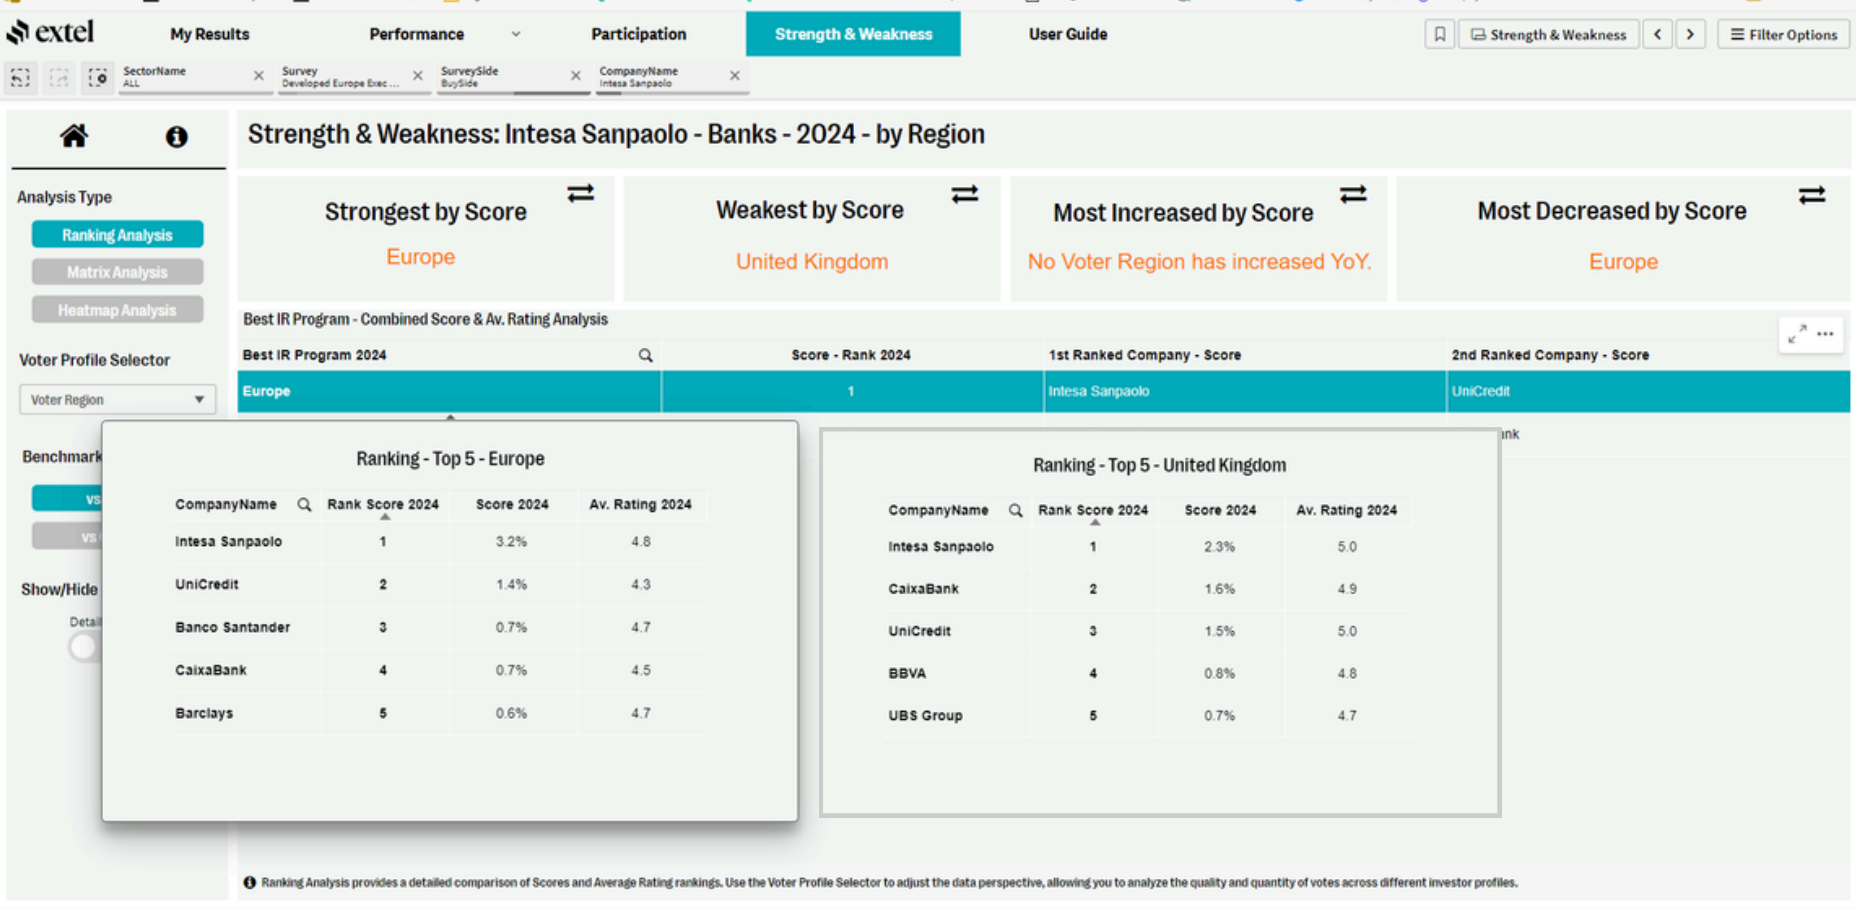 extel
My Results
Performance
Participation
Strength & Weakness
User Guide
Strength & Weakness
Filter Options
SectorName
ALL
Survey
Developed Europe Exec ...
SurveySide
BuySide
CompanyName
Intesa Sanpaolo
Strength & Weakness: Intesa Sanpaolo - Banks - 2024 - by Region
Analysis Type
Ranking Analysis
Matrix Analysis
Heatmap Analysis
Voter Profile Selector
Voter Region
Benchmark
vs
vs
Show/Hide
Detail
Strongest by Score
Europe
Weakest by Score
United Kingdom
Most Increased by Score
No Voter Region has increased YoY.
Most Decreased by Score
Europe
Best IR Program - Combined Score & Av. Rating Analysis
Best IR Program 2024 Score - Rank 2024 1st Ranked Company - Score 2nd Ranked Company - Score
Europe 1 Intesa Sanpaolo UniCredit
ank
Ranking - Top 5 - Europe
CompanyName Rank Score 2024 Score 2024 Av. Rating 2024
Intesa Sanpaolo 1 3.2% 4.8
UniCredit 2 1.4% 4.3
Banco Santander 3 0.7% 4.7
CaixaBank 4 0.7% 4.5
Barclays 5 0.6% 4.7
Ranking - Top 5 - United Kingdom
CompanyName Rank Score 2024 Score 2024 Av. Rating 2024
Intesa Sanpaolo 1 2.3% 5.0
CaixaBank 2 1.6% 4.9
UniCredit 3 1.5% 5.0
BBVA 4 0.8% 4.8
UBS Group 5 0.7% 4.7
Ranking Analysis provides a detailed comparison of Scores and Average Rating rankings. Use the Voter Profile Selector to adjust the data perspective, allowing you to analyze the quality and quantity of votes across different investor profiles.